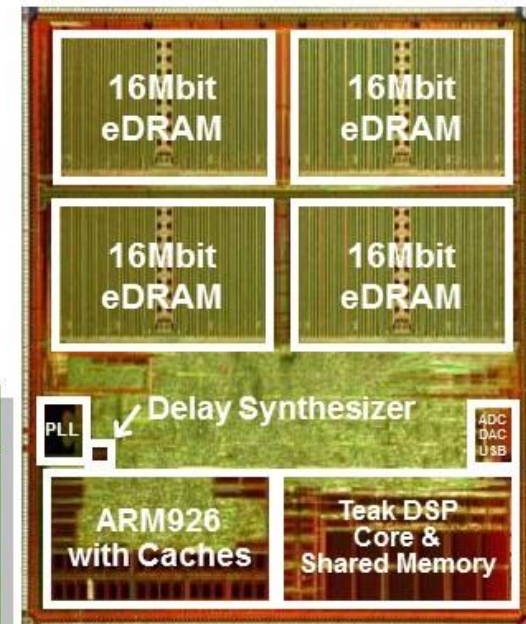 16Mbit
eDRAM
16Mbit
eDRAM
16Mbit
eDRAM
16Mbit
eDRAM
Delay Synthesizer
PLL
ADC
DAC
USB
ARM926
with Caches
Teak DSP
Core &
Shared Memory